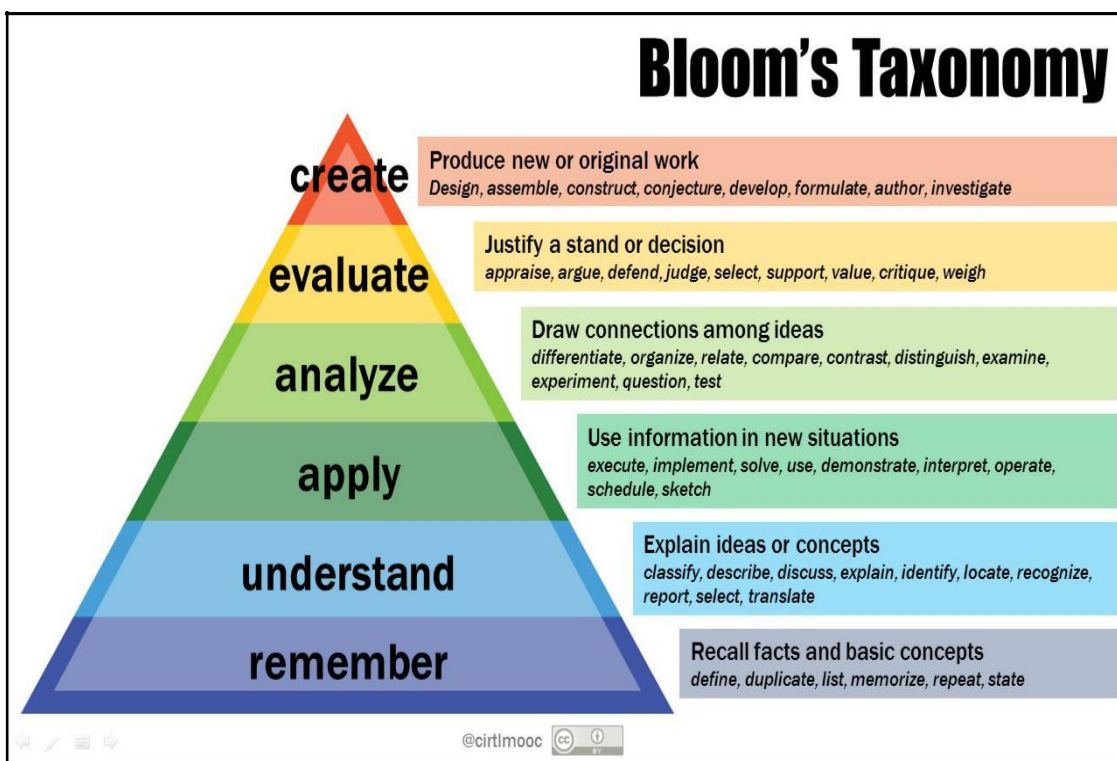 Bloom's Taxonomy
create
Produce new or original work
Design, assemble, construct, conjecture, develop, formulate, author, investigate
evaluate
Justify a stand or decision
appraise, argue, defend, judge, select, support, value, critique, weigh
analyze
Draw connections among ideas
differentiate, organize, relate, compare, contrast, distinguish, examine,
experiment, question, test
apply
Use information in new situations
execute, implement, solve, use, demonstrate, interpret, operate,
schedule, sketch
understand
Explain ideas or concepts
classify, describe, discuss, explain, identify, locate, recognize,
report, select, translate
remember
Recall facts and basic concepts
define, duplicate, list, memorize, repeat, state
@cirtlmooc
cc
BY